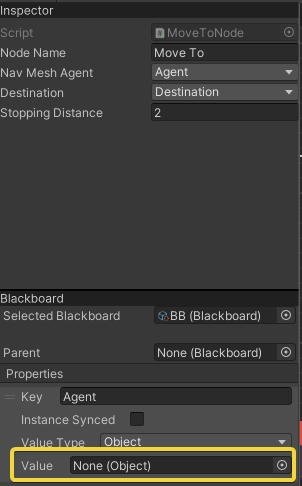 Inspector
Script MoveToNode
Node Name Move To
Nav Mesh Agent Agent
Destination Destination
Stopping Distance 2
Blackboard
Selected Blackboard BB (Blackboard)
Parent None (Blackboard)
Properties
Key Agent
Instance Synced
Value Type Object
Value None (Object)